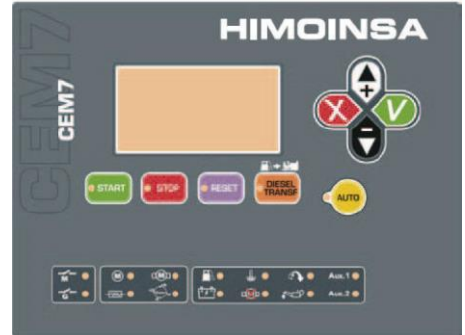 HIMOINSA
CEM7
CEM7
+
X
V
-
START
STOP
RESET
DIESEL
TRANSF
AUTO
M
M
M
Aux.1
G
M
Aux.2